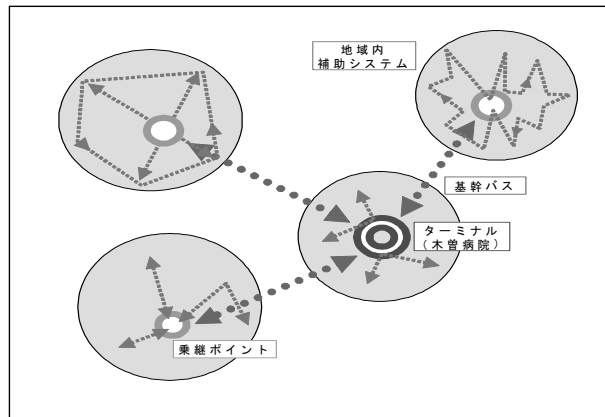 地域内
補助システム
基幹バス
ターミナル
(木曽病院)
乗継ポイント